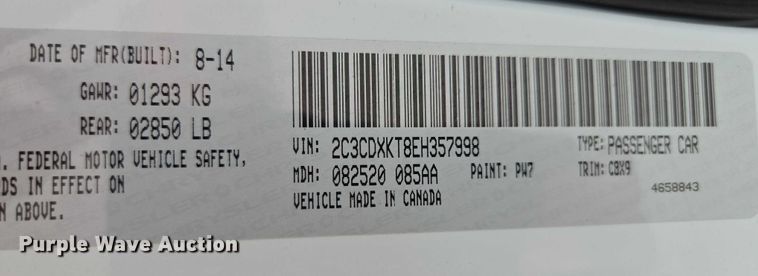 DATE OF MFR(BUILT): 8-14
GAWR: 01293 KG
REAR: 02850 LB
. FEDERAL MOTOR VEHICLE SAFETY,
DS IN EFFECT ON
N ABOVE.
VIN: 2C3CDXKT8EH357998 TYPE: PASSENGER CAR
MDH: 082520 085AA PAINT: PW7 TRIM: CBX9
VEHICLE MADE IN CANADA 4658843
Purple Wave Auction